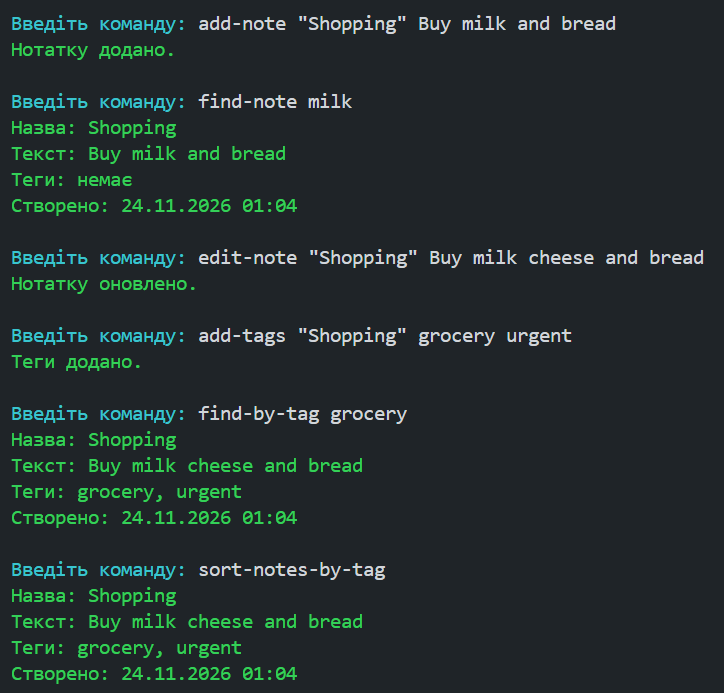 Введіть команду: add-note "Shopping" Buy milk and bread
Нотатку додано.
Введіть команду: find-note milk
Назва: Shopping
Текст: Buy milk and bread
Теги: немає
Створено: 24.11.2026 01:04
Введіть команду: edit-note "Shopping" Buy milk cheese and bread
Нотатку оновлено.
Введіть команду: add-tags "Shopping" grocery urgent
Теги додано.
Введіть команду: find-by-tag grocery
Назва: Shopping
Текст: Buy milk cheese and bread
Теги: grocery, urgent
Створено: 24.11.2026 01:04
Введіть команду: sort-notes-by-tag
Назва: Shopping
Текст: Buy milk cheese and bread
Теги: grocery, urgent
Створено: 24.11.2026 01:04